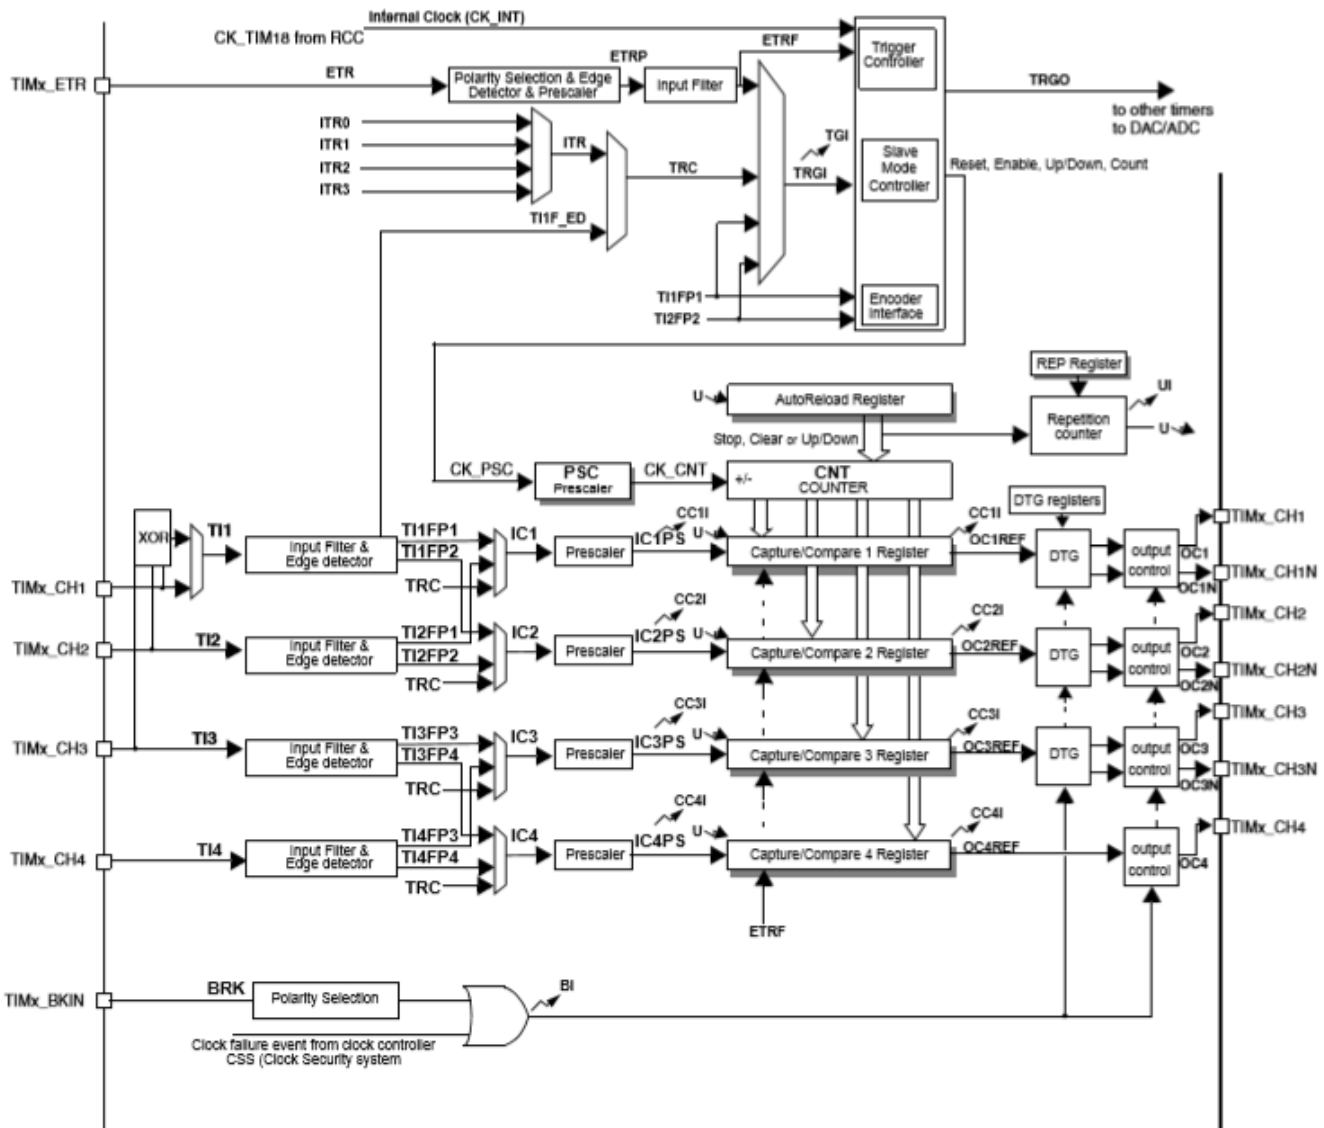 Internal Clock (CK_INT)
CK_TIM18 from RCC
TIMx_ETR
ETR
Polarity Selection & Edge
Detector & Prescaler
ETRP
Input Filter
ETRF
Trigger
Controller
TRGO
to other timers
to DAC/ADC
ITR0
ITR1
ITR2
ITR3
ITR
TRC
TI1F_ED
TGI
TRGI
Slave
Mode
Controller
Reset, Enable, Up/Down, Count
TI1FP1
TI2FP2
Encoder
Interface
REP Register
UI
U
AutoReload Register
Repetition
counter
U
Stop, Clear or Up/Down
CK_PSC
PSC
Prescaler
CK_CNT
+/-
CNT
COUNTER
DTG registers
XOR
TI1
Input Filter &
Edge detector
TI1FP1
TI1FP2
TRC
IC1
Prescaler
IC1PS
CC1I
U
Capture/Compare 1 Register
CC1I
OC1REF
DTG
output
control
OC1
OC1N
TIMx_CH1
TIMx_CH1N
TIMx_CH1
TIMx_CH2
TI2
Input Filter &
Edge detector
TI2FP1
TI2FP2
TRC
IC2
Prescaler
IC2PS
CC2I
U
Capture/Compare 2 Register
CC2I
OC2REF
DTG
output
control
OC2
OC2N
TIMx_CH2
TIMx_CH2N
TIMx_CH3
TI3
Input Filter &
Edge detector
TI3FP3
TI3FP4
TRC
IC3
Prescaler
IC3PS
CC3I
U
Capture/Compare 3 Register
CC3I
OC3REF
DTG
output
control
OC3
OC3N
TIMx_CH3
TIMx_CH3N
TIMx_CH4
TI4
Input Filter &
Edge detector
TI4FP3
TI4FP4
TRC
IC4
Prescaler
IC4PS
CC4I
U
Capture/Compare 4 Register
CC4I
OC4REF
output
control
OC4
TIMx_CH4
ETRF
TIMx_BKIN
BRK
Polarity Selection
BI
Clock failure event from clock controller
CSS (Clock Security system